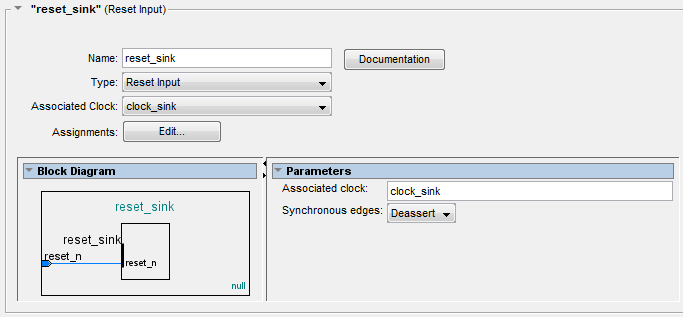 "reset_sink" (Reset Input)
Name: reset_sink Documentation
Type: Reset Input
Associated Clock: clock_sink
Assignments: Edit...
Block Diagram
reset_sink
reset_sink
reset_n
reset_n
null
Parameters
Associated clock: clock_sink
Synchronous edges: Deassert